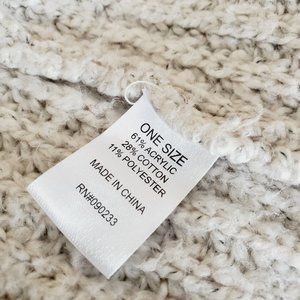 ONE SIZE
61% ACRYLIC
28% COTTON
11% POLYESTER
MADE IN CHINA
RN#090233